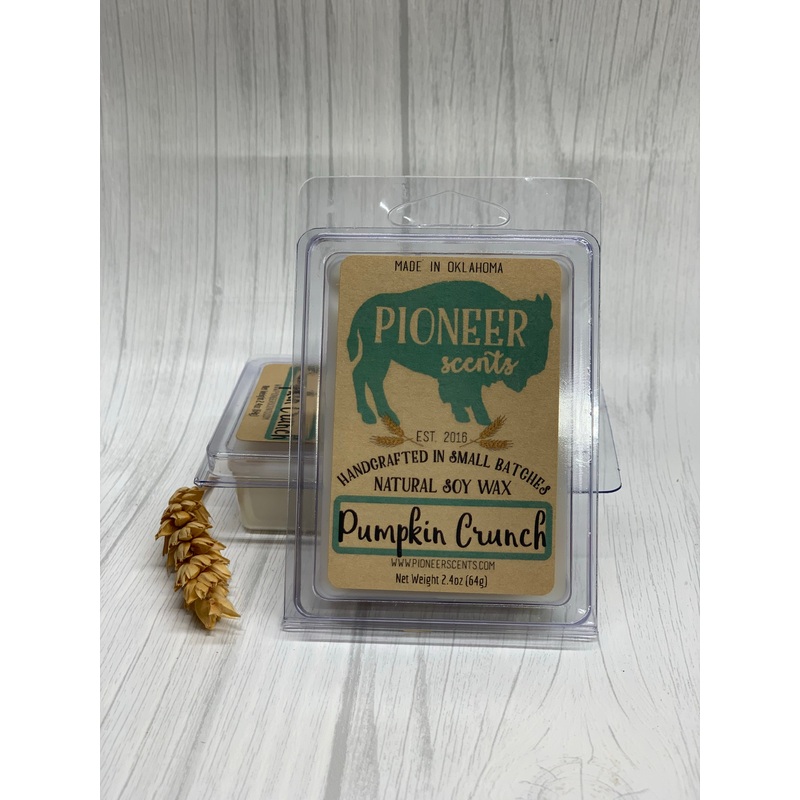 MADE IN OKLAHOMA
PIONEER
scents
EST. 2016
HANDCRAFTED IN SMALL BATCHES
NATURAL SOY WAX
Pumpkin Crunch
WWW.PIONEERSCENTS.COM
Net Weight 2.4oz (64g)
Crunch